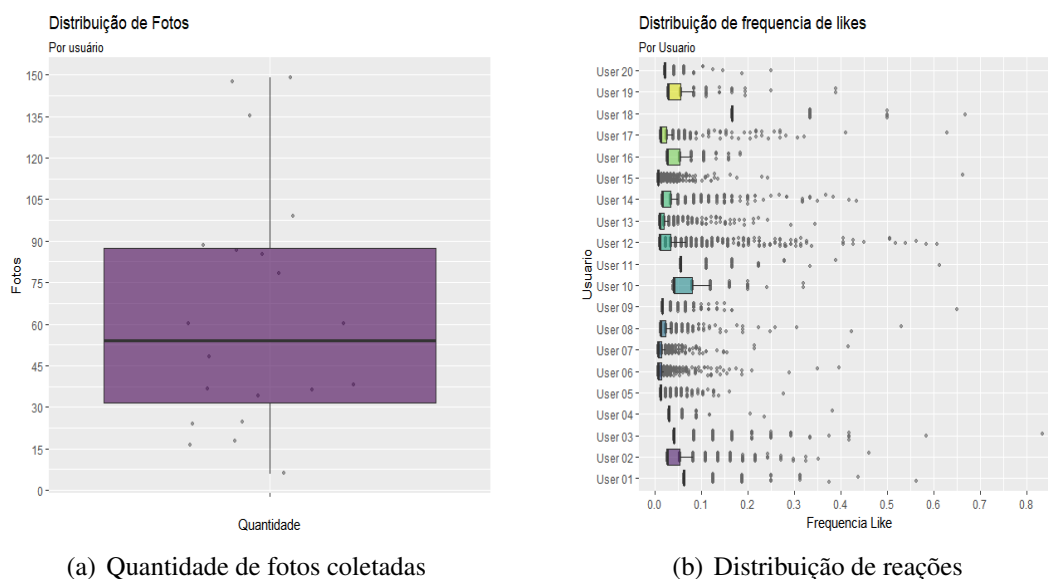 Distribuição de Fotos
Por usuário
150
135
120
105
90
75
60
45
30
15
0
Fotos
Quantidade
(a) Quantidade de fotos coletadas
Distribuição de frequencia de likes
Por Usuario
User 20
User 19
User 18
User 17
User 16
User 15
User 14
User 13
User 12
User 11
User 10
User 09
User 08
User 07
User 06
User 05
User 04
User 03
User 02
User 01
Usuario
0.0 0.1 0.2 0.3 0.4 0.5 0.6 0.7 0.8
Frequencia Like
(b) Distribuição de reações